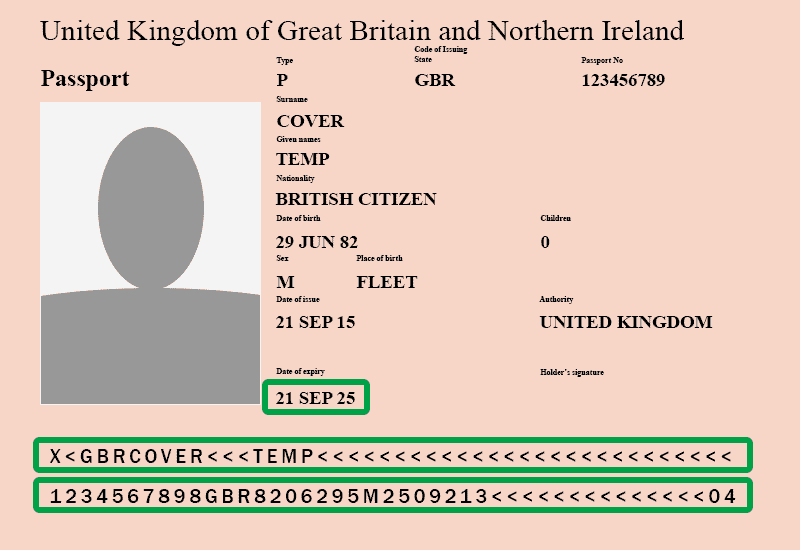 United Kingdom of Great Britain and Northern Ireland
Passport
Type
Code of Issuing
State
Passport No
P
GBR
123456789
Surname
COVER
Given names
TEMP
Nationality
BRITISH CITIZEN
Date of birth
Children
29 JUN 82
0
Sex
Place of birth
M
FLEET
Date of issue
Authority
21 SEP 15
UNITED KINGDOM
Date of expiry
Holder's signature
21 SEP 25
X<GBRCOVER<<<TEMP<<<<<<<<<<<<<<<<<<<<<<<<<<<
1234567898GBR8206295M2509213<<<<<<<<<<<<<<04